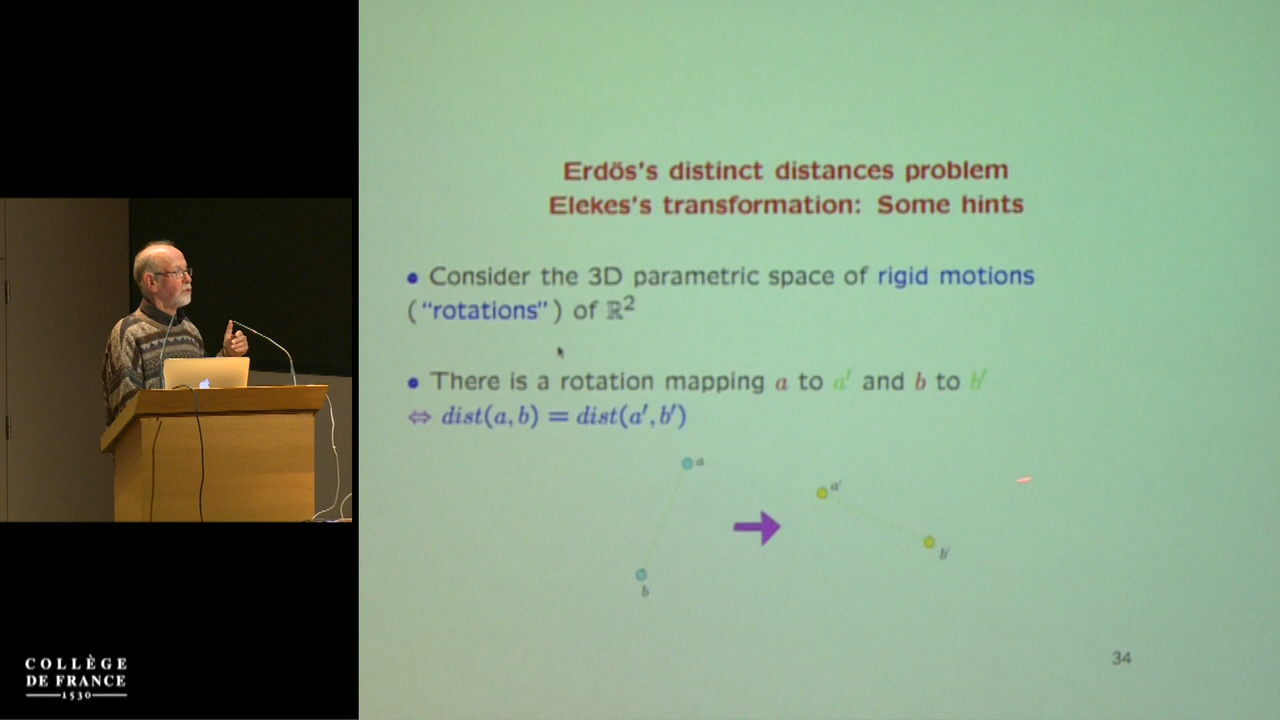 Erdős's distinct distances problem
Elekes's transformation: Some hints
• Consider the 3D parametric space of rigid motions
("rotations") of ℝ²
• There is a rotation mapping a to a′ and b to b′
⇔ dist(a, b) = dist(a′, b′)
a
a′
b′
b
34
COLLÈGE
DE FRANCE
1530